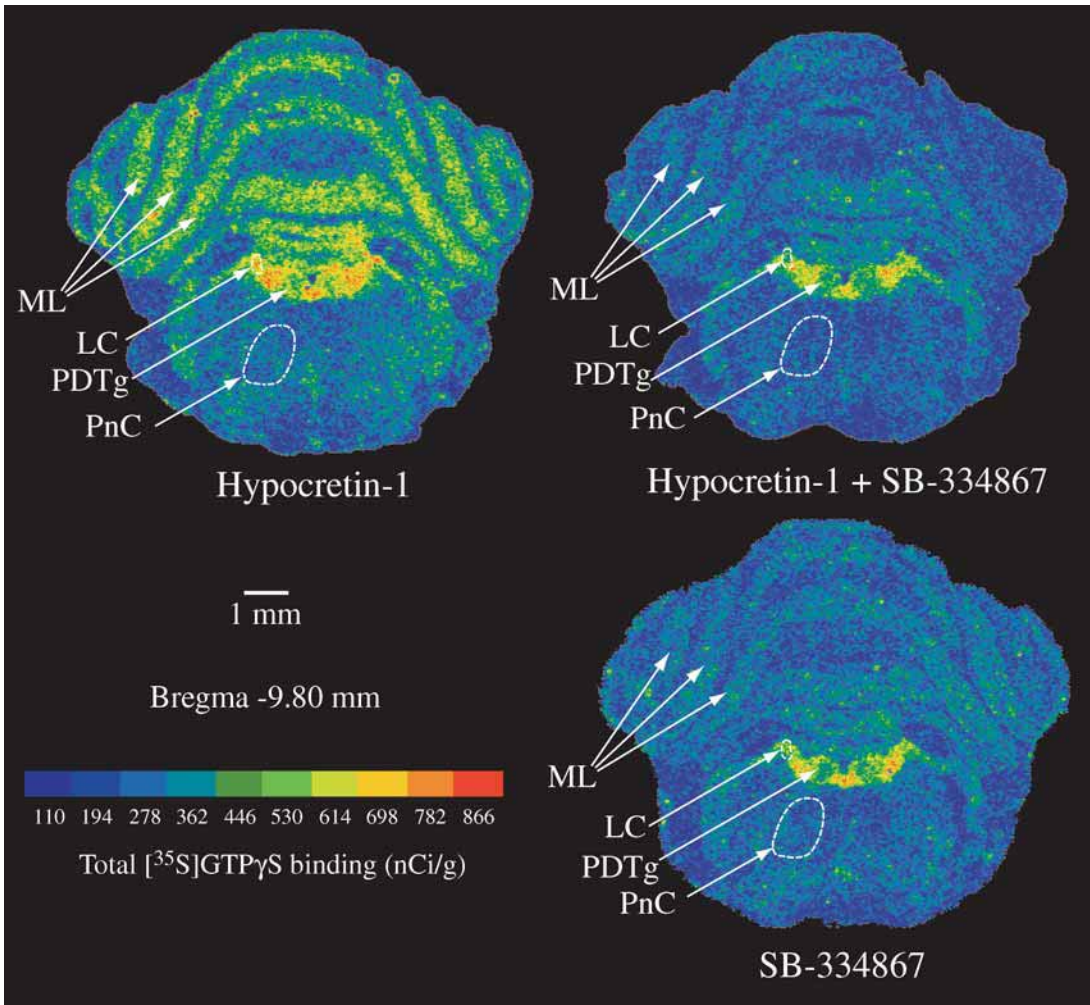 ML
LC
PDTg
PnC
Hypocretin-1
ML
LC
PDTg
PnC
Hypocretin-1 + SB-334867
1 mm
Bregma -9.80 mm
110 194 278 362 446 530 614 698 782 866
Total [³⁵S]GTPγS binding (nCi/g)
ML
LC
PDTg
PnC
SB-334867